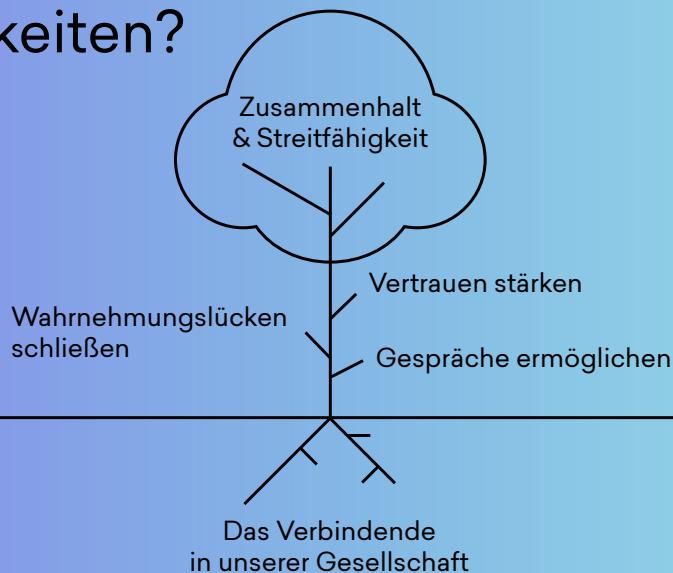 keiten?
Zusammenhalt
& Streitfähigkeit
Vertrauen stärken
Wahrnehmungslücken
schließen
Gespräche ermöglichen
Das Verbindende
in unserer Gesellschaft